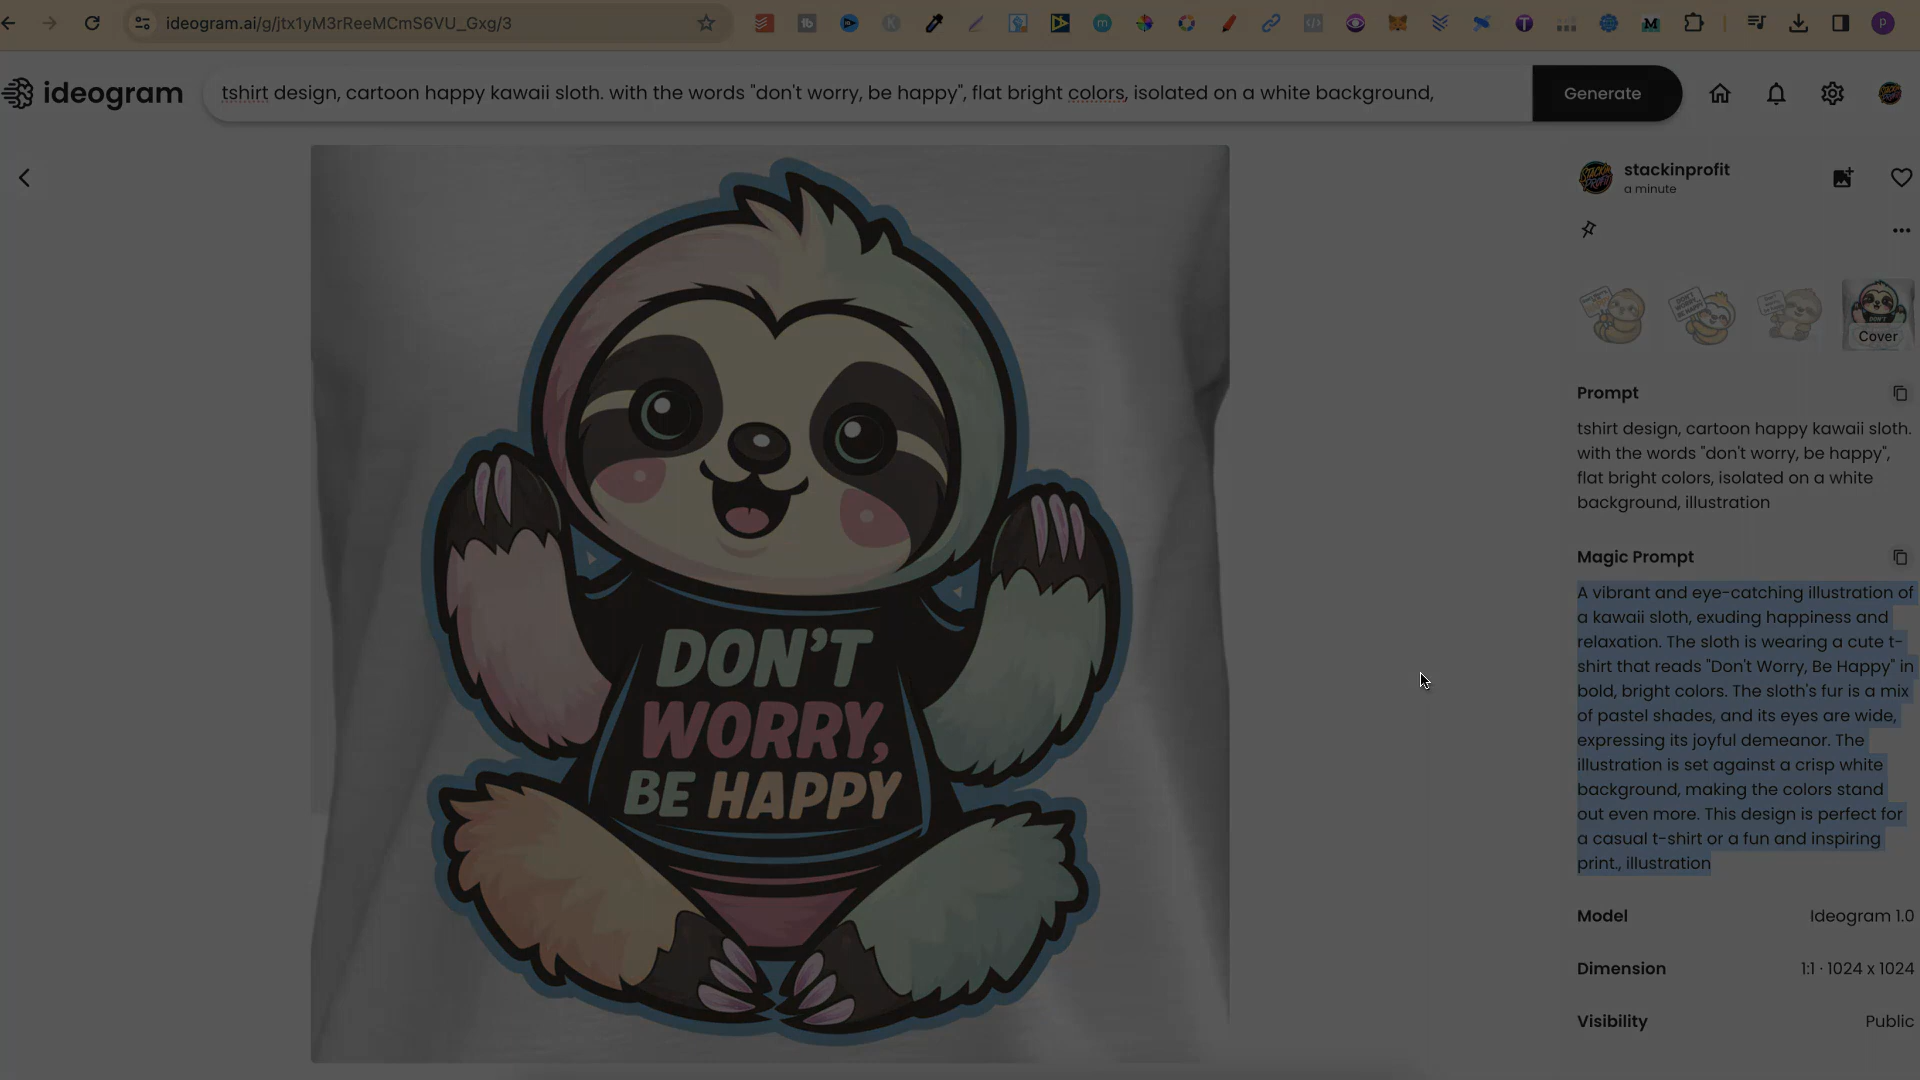 ideogram.ai/g/jtx1yM3rReeMCmS6VU_Gxg/3
ideogram
tshirt design, cartoon happy kawaii sloth. with the words "don't worry, be happy", flat bright colors, isolated on a white background,
Generate
stackinprofit
a minute
Cover
Prompt
tshirt design, cartoon happy kawaii sloth.
with the words "don't worry, be happy",
flat bright colors, isolated on a white
background, illustration
Magic Prompt
A vibrant and eye-catching illustration of
a kawaii sloth, exuding happiness and
relaxation. The sloth is wearing a cute t-
shirt that reads "Don't Worry, Be Happy" in
bold, bright colors. The sloth's fur is a mix
of pastel shades, and its eyes are wide,
expressing its joyful demeanor. The
illustration is set against a crisp white
background, making the colors stand
out even more. This design is perfect for
a casual t-shirt or a fun and inspiring
print., illustration
Model
Ideogram 1.0
Dimension
1:1 · 1024 x 1024
Visibility
Public
DON'T
WORRY,
BE HAPPY